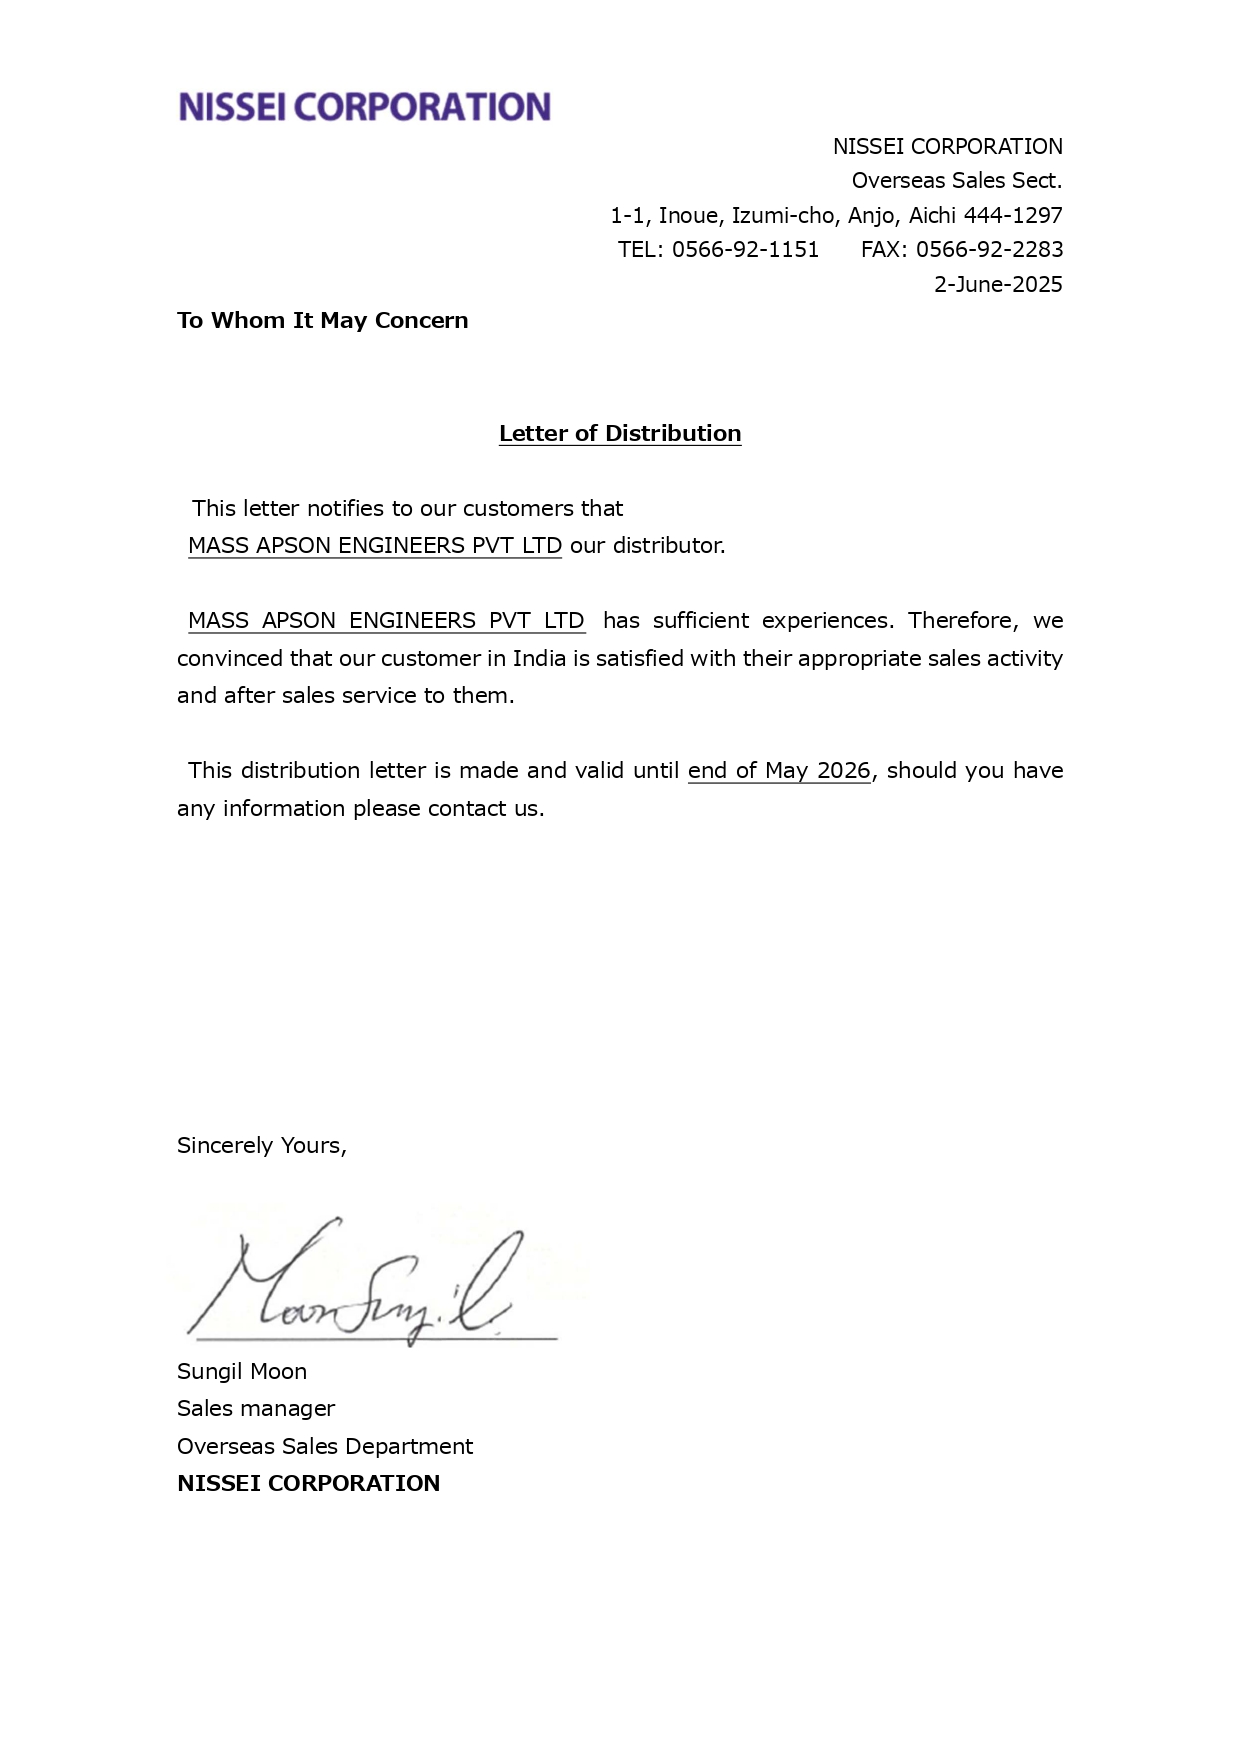 NISSEI CORPORATION
NISSEI CORPORATION
Overseas Sales Sect.
1-1, Inoue, Izumi-cho, Anjo, Aichi 444-1297
TEL: 0566-92-1151 FAX: 0566-92-2283
2-June-2025
To Whom It May Concern
Letter of Distribution
This letter notifies to our customers that
MASS APSON ENGINEERS PVT LTD our distributor.
MASS APSON ENGINEERS PVT LTD has sufficient experiences. Therefore, we
convinced that our customer in India is satisfied with their appropriate sales activity
and after sales service to them.
This distribution letter is made and valid until end of May 2026, should you have
any information please contact us.
Sincerely Yours,
Moon Sungil
Sungil Moon
Sales manager
Overseas Sales Department
NISSEI CORPORATION